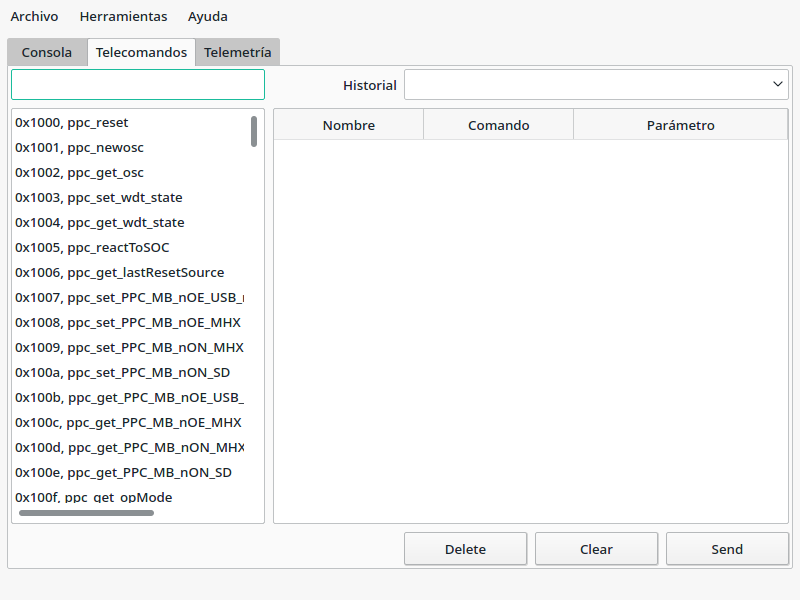 Archivo Herramientas Ayuda
Consola Telecomandos Telemetría
Historial
Nombre Comando Parámetro
0x1000, ppc_reset
0x1001, ppc_newosc
0x1002, ppc_get_osc
0x1003, ppc_set_wdt_state
0x1004, ppc_get_wdt_state
0x1005, ppc_reactToSOC
0x1006, ppc_get_lastResetSource
0x1007, ppc_set_PPC_MB_nOE_USB_
0x1008, ppc_set_PPC_MB_nOE_MHX
0x1009, ppc_set_PPC_MB_nON_MHX
0x100a, ppc_set_PPC_MB_nON_SD
0x100b, ppc_get_PPC_MB_nOE_USB_
0x100c, ppc_get_PPC_MB_nOE_MHX
0x100d, ppc_get_PPC_MB_nON_MHX
0x100e, ppc_get_PPC_MB_nON_SD
0x100f, ppc_get_opMode
Delete Clear Send